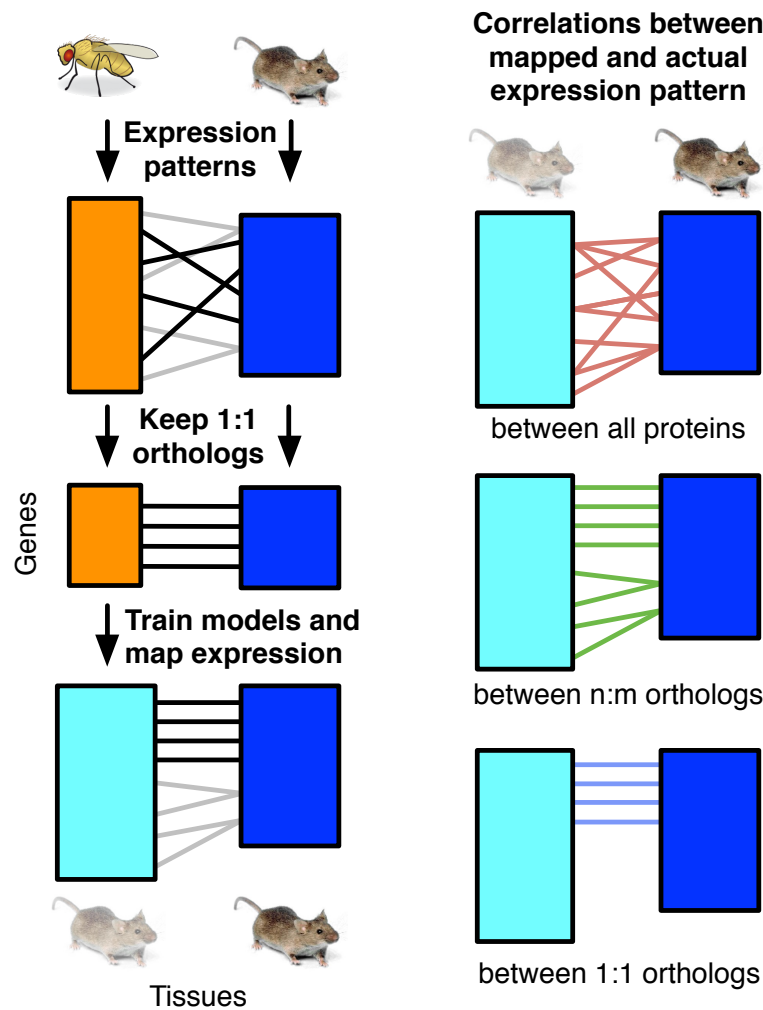 Expression
patterns
Keep 1:1
orthologs
Genes
Train models and
map expression
Tissues
Correlations between
mapped and actual
expression pattern
between all proteins
between n:m orthologs
between 1:1 orthologs